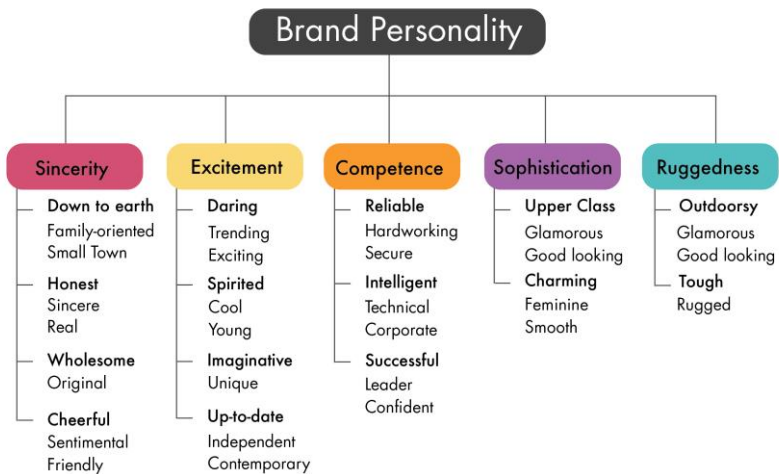 Brand Personality
Sincerity
Down to earth
Family-oriented
Small Town
Honest
Sincere
Real
Wholesome
Original
Cheerful
Sentimental
Friendly
Excitement
Daring
Trending
Exciting
Spirited
Cool
Young
Imaginative
Unique
Up-to-date
Independent
Contemporary
Competence
Reliable
Hardworking
Secure
Intelligent
Technical
Corporate
Successful
Leader
Confident
Sophistication
Upper Class
Glamorous
Good looking
Charming
Feminine
Smooth
Ruggedness
Outdoorsy
Glamorous
Good looking
Tough
Rugged